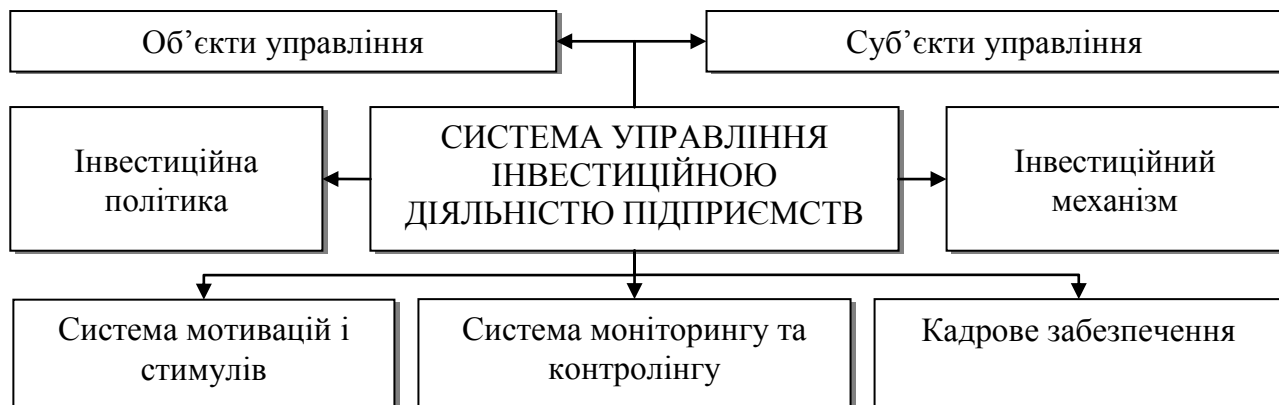 Об’єкти управління
Суб’єкти управління
Інвестиційна
політика
СИСТЕМА УПРАВЛІННЯ
ІНВЕСТИЦІЙНОЮ
ДІЯЛЬНІСТЮ ПІДПРИЄМСТВ
Інвестиційний
механізм
Система мотивацій і
стимулів
Система моніторингу та
контролінгу
Кадрове забезпечення